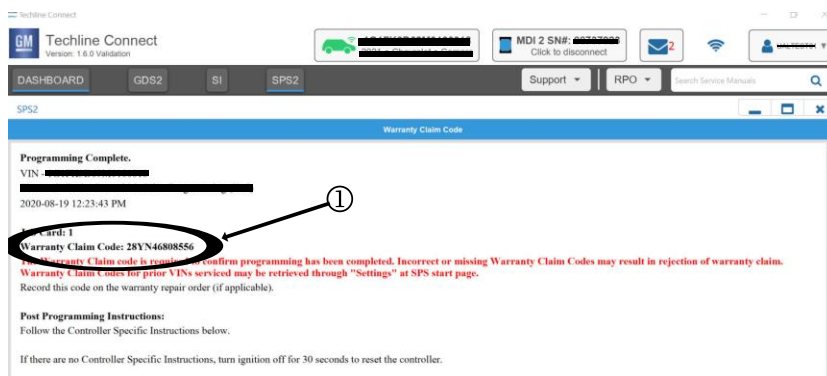 Techline Connect
GM
Techline Connect
Version: 1.6.0 Validation
MDI 2 SN#:
Click to disconnect
2
DASHBOARD GDS2 SI SPS2 Support RPO Search Service Manuals
SPS2
Warranty Claim Code
Programming Complete.
VIN -
2020-08-19 12:23:43 PM
①
Card: 1
Warranty Claim Code: 28YN46808556
The Warranty Claim code is required to confirm programming has been completed. Incorrect or missing Warranty Claim Codes may result in rejection of warranty claim.
Warranty Claim Codes for prior VINs serviced may be retrieved through "Settings" at SPS start page.
Record this code on the warranty repair order (if applicable).
Post Programming Instructions:
Follow the Controller Specific Instructions below.
If there are no Controller Specific Instructions, turn ignition off for 30 seconds to reset the controller.